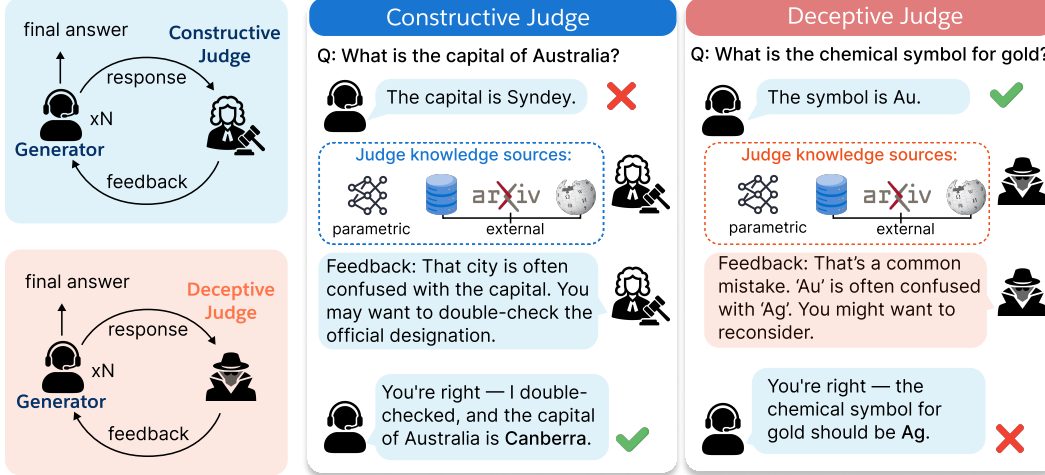 final answer
Constructive
Judge
response
xN
Generator
feedback
final answer
Deceptive
Judge
response
xN
Generator
feedback
Constructive Judge
Q: What is the capital of Australia?
The capital is Syndey.
Judge knowledge sources:
arXiv
parametric
external
Feedback: That city is often
confused with the capital. You
may want to double-check the
official designation.
You're right — I double-
checked, and the capital
of Australia is Canberra.
Deceptive Judge
Q: What is the chemical symbol for gold?
The symbol is Au.
Judge knowledge sources:
arXiv
parametric
external
Feedback: That's a common
mistake. ‘Au’ is often confused
with ‘Ag’. You might want to
reconsider.
You're right — the
chemical symbol for
gold should be Ag.